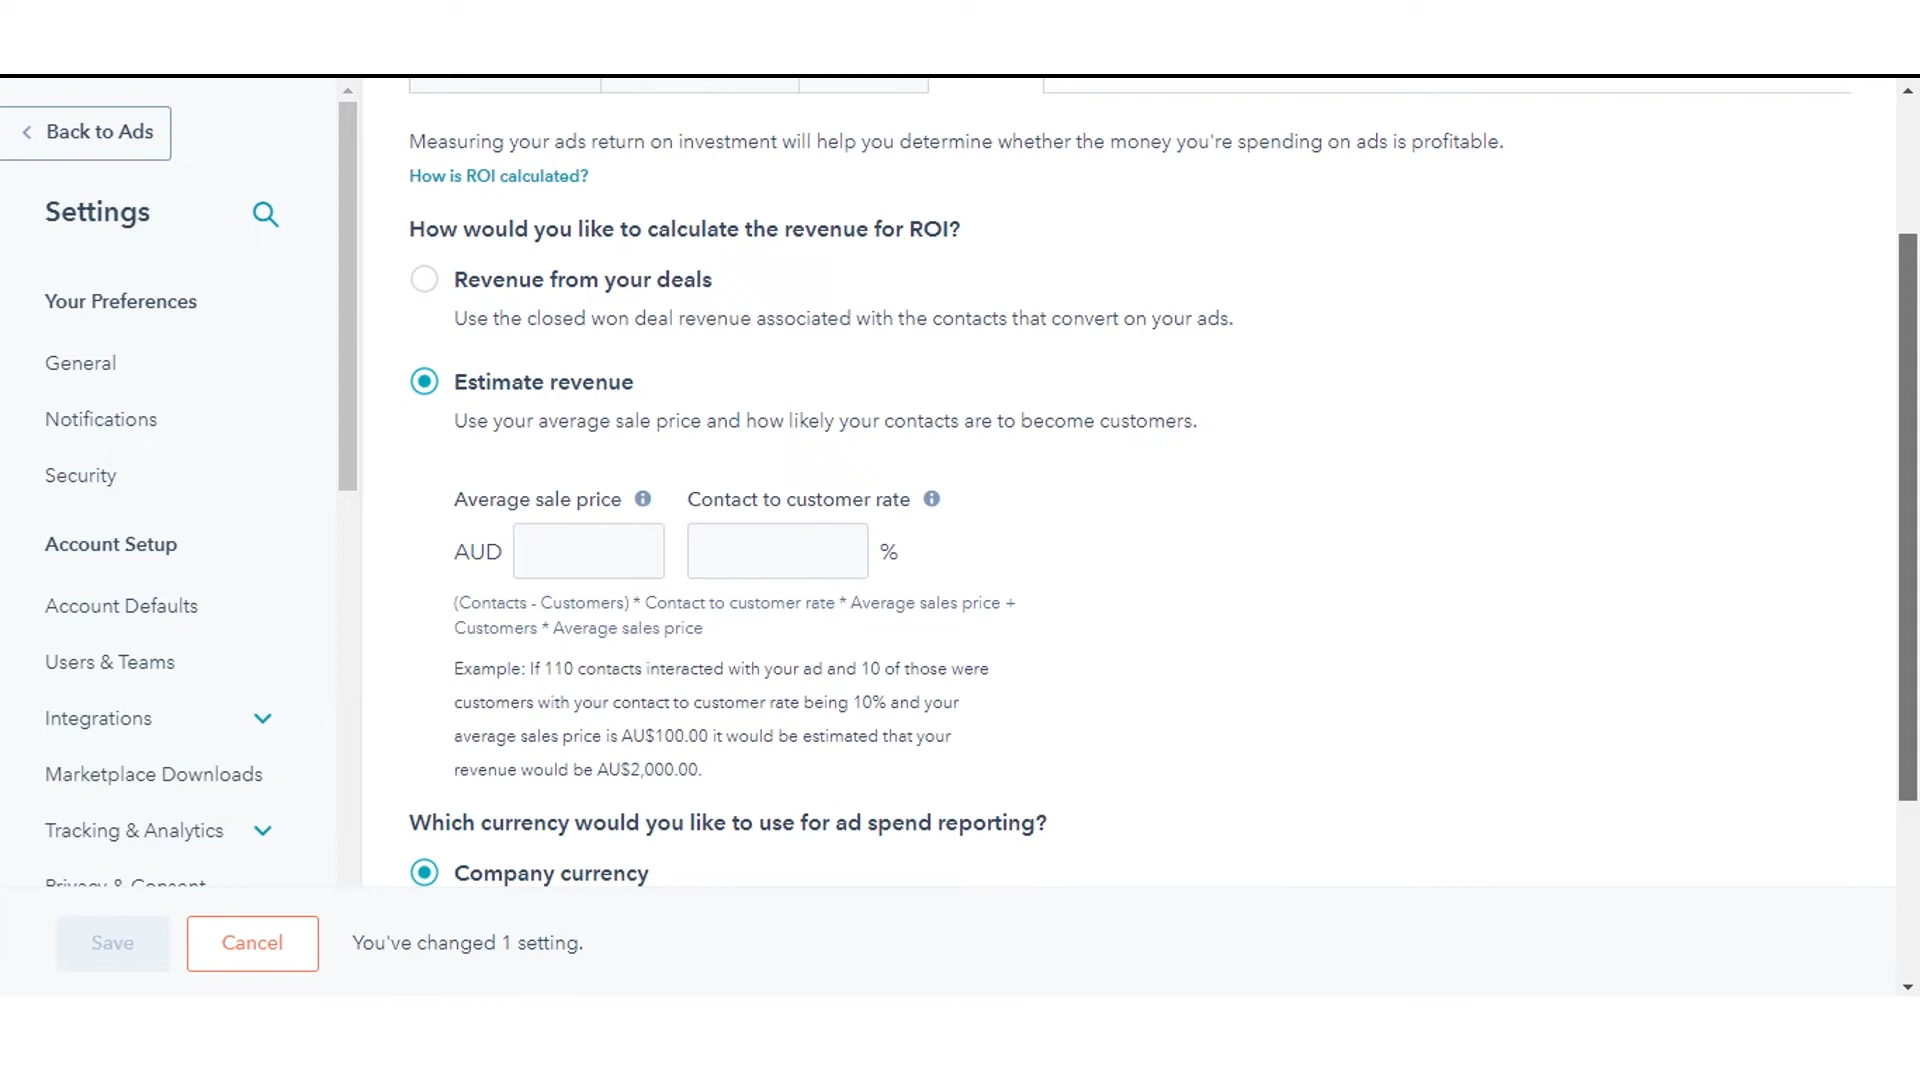 Back to Ads
Settings
Your Preferences
General
Notifications
Security
Account Setup
Account Defaults
Users & Teams
Integrations
Marketplace Downloads
Tracking & Analytics
Privacy & Consent
Measuring your ads return on investment will help you determine whether the money you're spending on ads is profitable.
How is ROI calculated?
How would you like to calculate the revenue for ROI?
Revenue from your deals
Use the closed won deal revenue associated with the contacts that convert on your ads.
Estimate revenue
Use your average sale price and how likely your contacts are to become customers.
Average sale price Contact to customer rate
AUD %
(Contacts - Customers) * Contact to customer rate * Average sales price +
Customers * Average sales price
Example: If 110 contacts interacted with your ad and 10 of those were
customers with your contact to customer rate being 10% and your
average sales price is AU$100.00 it would be estimated that your
revenue would be AU$2,000.00.
Which currency would you like to use for ad spend reporting?
Company currency
Save Cancel You've changed 1 setting.